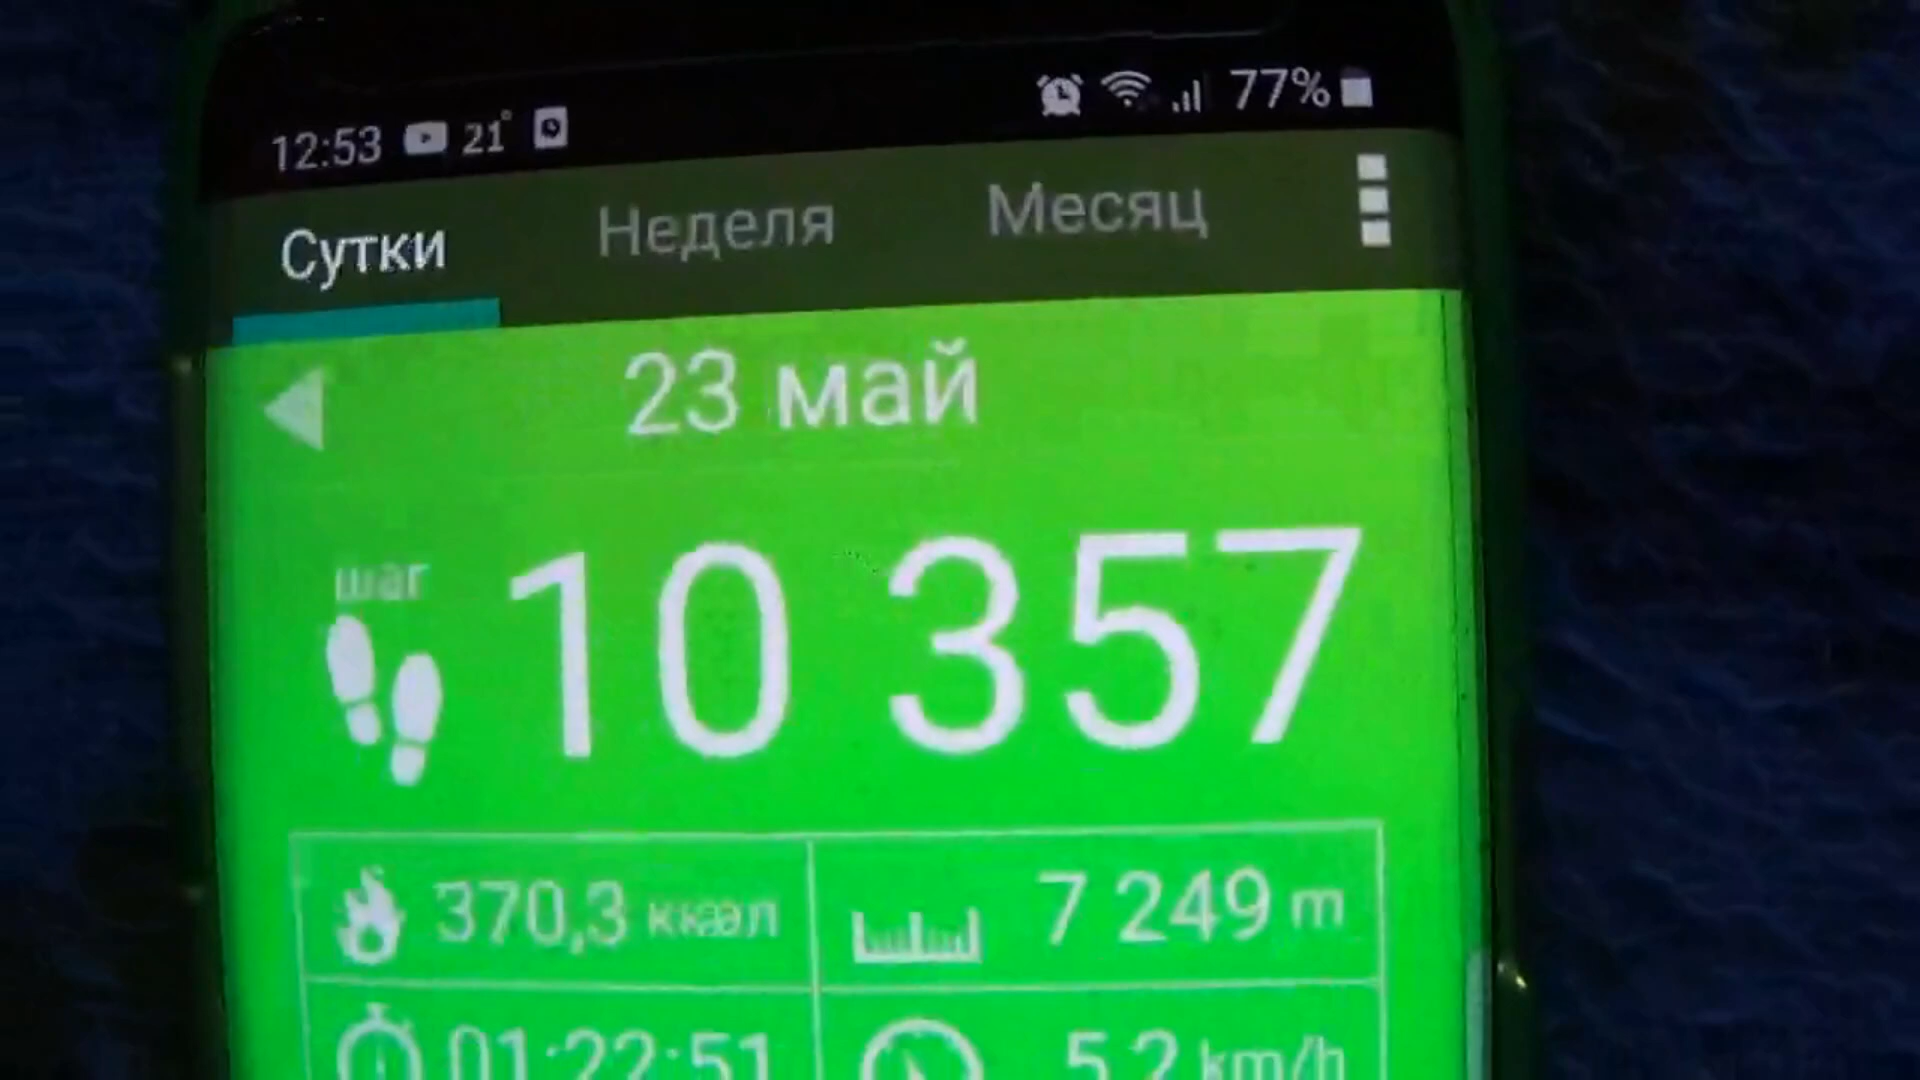 12:53 21° 77%
Сутки Неделя Месяц
23 май
шаг
10 357
370,3 ккал 7 249 m
01:22:51 5,2 km/h